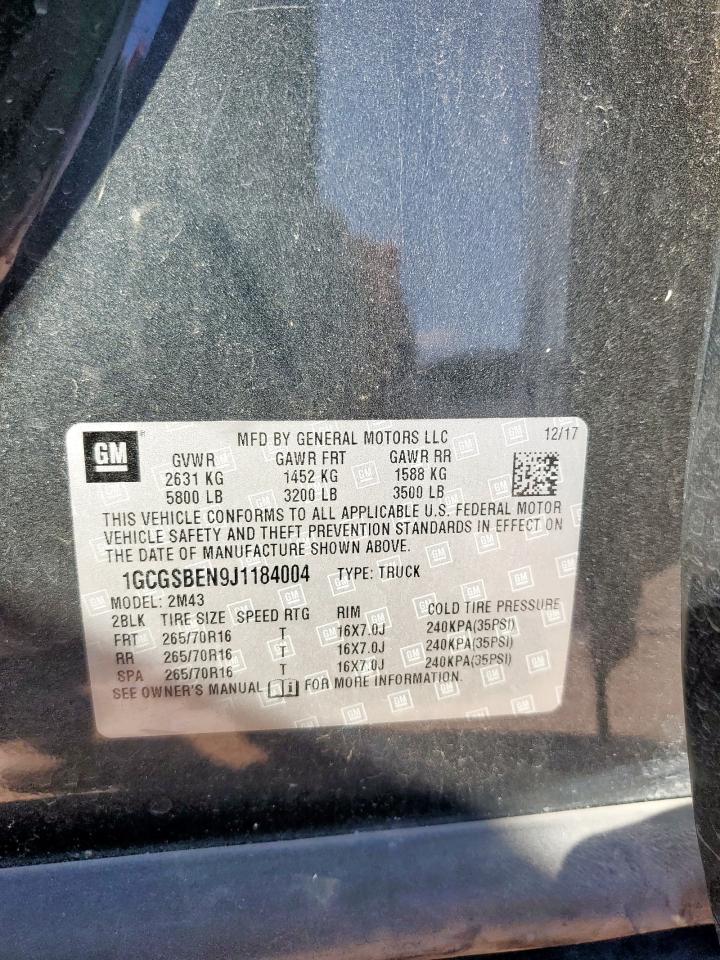 GM ® MFD BY GENERAL MOTORS LLC 12/17
GVWR GAWR FRT GAWR RR
2631 KG 1452 KG 1588 KG
5800 LB 3200 LB 3500 LB
THIS VEHICLE CONFORMS TO ALL APPLICABLE U.S. FEDERAL MOTOR
VEHICLE SAFETY AND THEFT PREVENTION STANDARDS IN EFFECT ON
THE DATE OF MANUFACTURE SHOWN ABOVE.
1GCGSBEN9J1184004 TYPE: TRUCK
MODEL: 2M43
2BLK TIRE SIZE SPEED RTG RIM COLD TIRE PRESSURE
FRT 265/70R16 T 16X7.0J 240KPA(35PSI)
RR 265/70R16 T 16X7.0J 240KPA(35PSI)
SPA 265/70R16 T 16X7.0J 240KPA(35PSI)
SEE OWNER'S MANUAL FOR MORE INFORMATION.